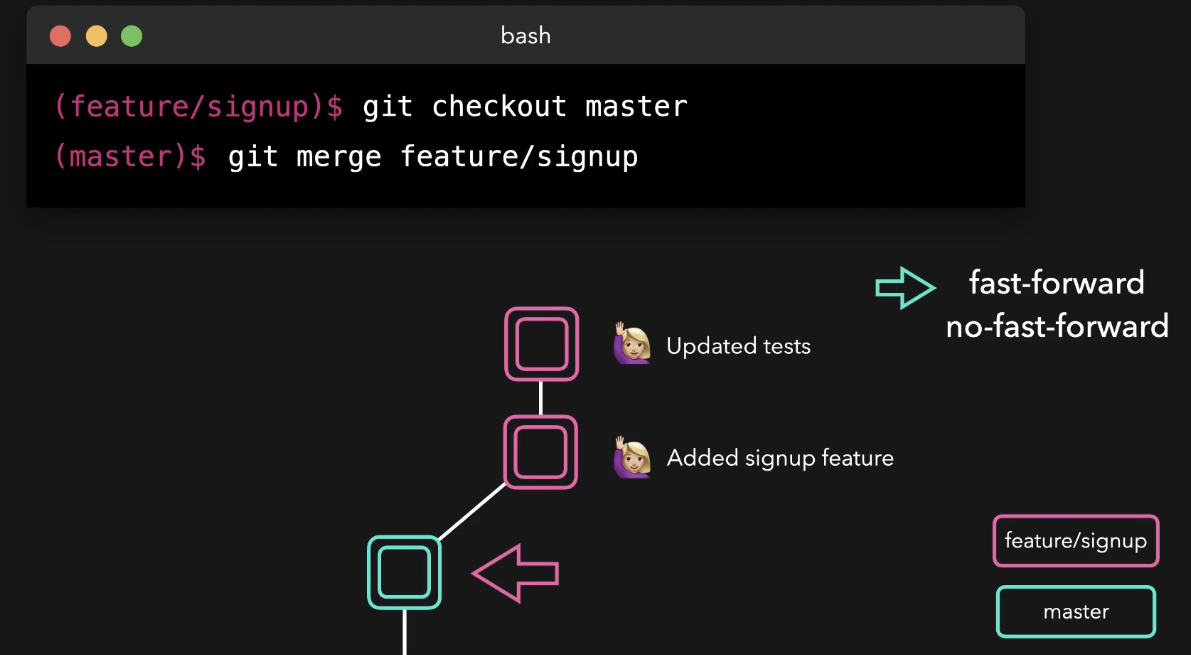 bash
(feature/signup)$ git checkout master
(master)$ git merge feature/signup
fast-forward
no-fast-forward
Updated tests
Added signup feature
feature/signup
master